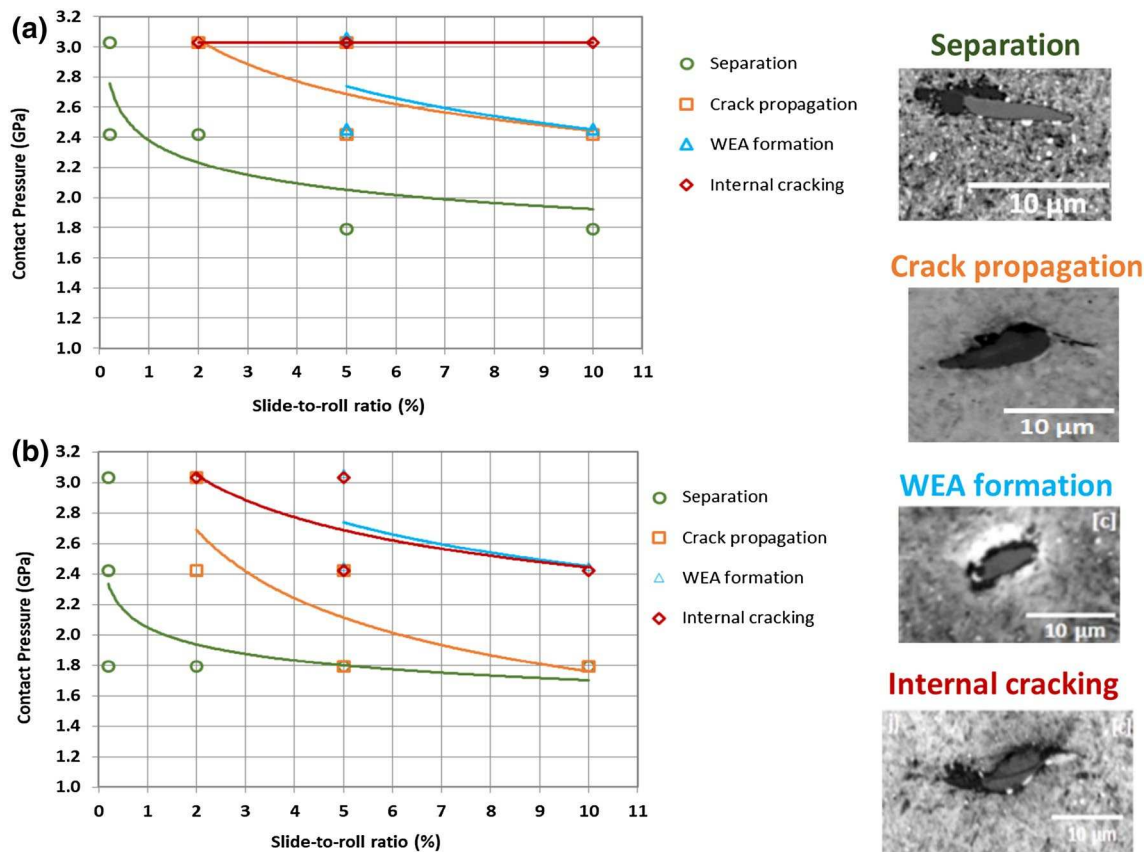 (a)
3.2
3.0
2.8
2.6
2.4
2.2
2.0
1.8
1.6
1.4
1.2
1.0
Contact Pressure (GPa)
0 1 2 3 4 5 6 7 8 9 10 11
Slide-to-roll ratio (%)
Separation
Crack propagation
WEA formation
Internal cracking
(b)
3.2
3.0
2.8
2.6
2.4
2.2
2.0
1.8
1.6
1.4
1.2
1.0
Contact Pressure (GPa)
0 1 2 3 4 5 6 7 8 9 10 11
Slide-to-roll ratio (%)
Separation
Crack propagation
WEA formation
Internal cracking
Separation
10 µm
Crack propagation
10 µm
WEA formation
[c]
10 µm
Internal cracking
10 µm